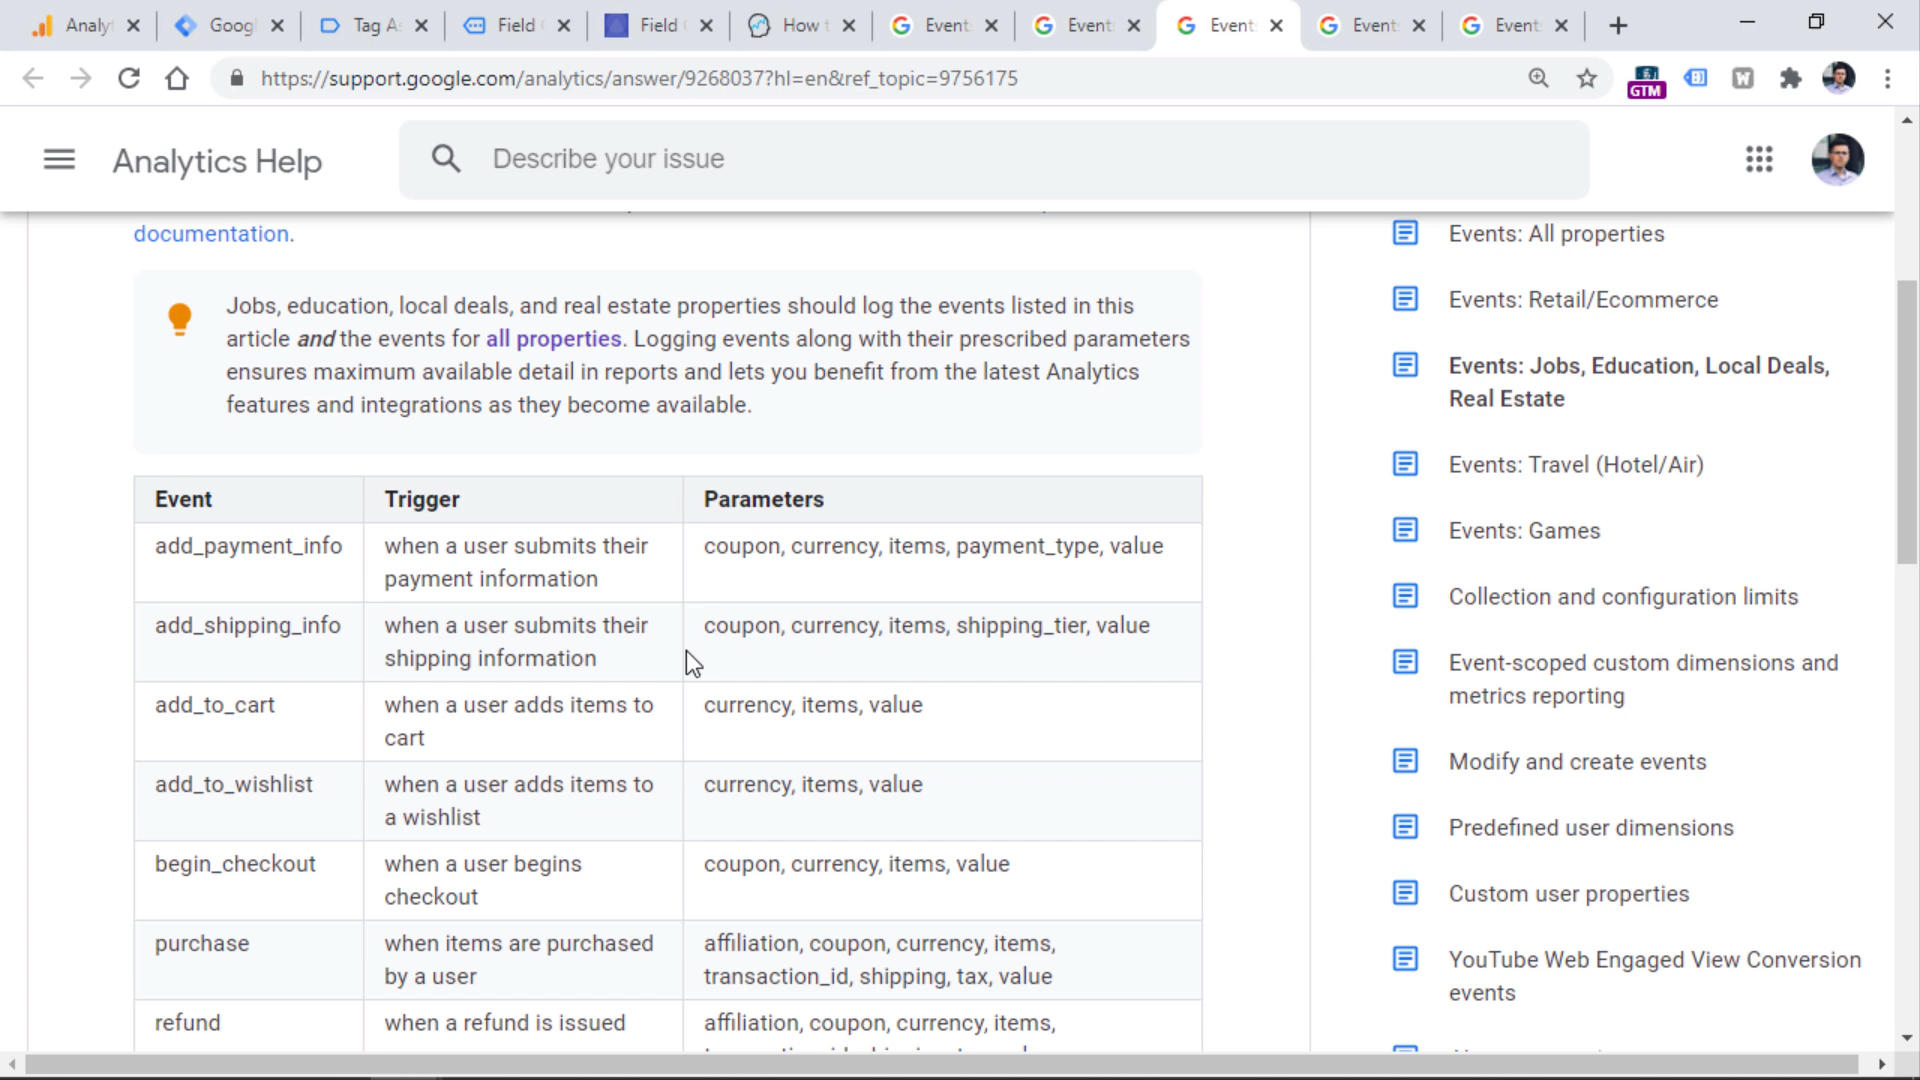 Analy
Goog
Tag A
Field
Field
How t
Event
Event
Event
Event
Event
https://support.google.com/analytics/answer/9268037?hl=en&ref_topic=9756175
GTM
Analytics Help
Describe your issue
documentation.
Jobs, education, local deals, and real estate properties should log the events listed in this
article and the events for all properties. Logging events along with their prescribed parameters
ensures maximum available detail in reports and lets you benefit from the latest Analytics
features and integrations as they become available.
Event Trigger Parameters
add_payment_info when a user submits their coupon, currency, items, payment_type, value
payment information
add_shipping_info when a user submits their coupon, currency, items, shipping_tier, value
shipping information
add_to_cart when a user adds items to currency, items, value
cart
add_to_wishlist when a user adds items to currency, items, value
a wishlist
begin_checkout when a user begins coupon, currency, items, value
checkout
purchase when items are purchased affiliation, coupon, currency, items,
by a user transaction_id, shipping, tax, value
refund when a refund is issued affiliation, coupon, currency, items,
Events: All properties
Events: Retail/Ecommerce
Events: Jobs, Education, Local Deals,
Real Estate
Events: Travel (Hotel/Air)
Events: Games
Collection and configuration limits
Event-scoped custom dimensions and
metrics reporting
Modify and create events
Predefined user dimensions
Custom user properties
YouTube Web Engaged View Conversion
events